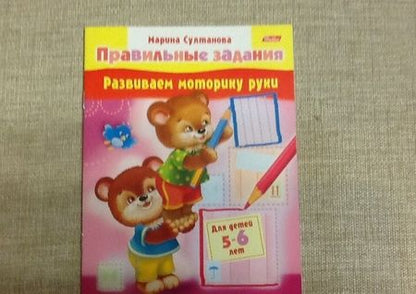 Марина Султанова
Правильные задания
Развиваем моторику руки
Для детей
5-6
лет